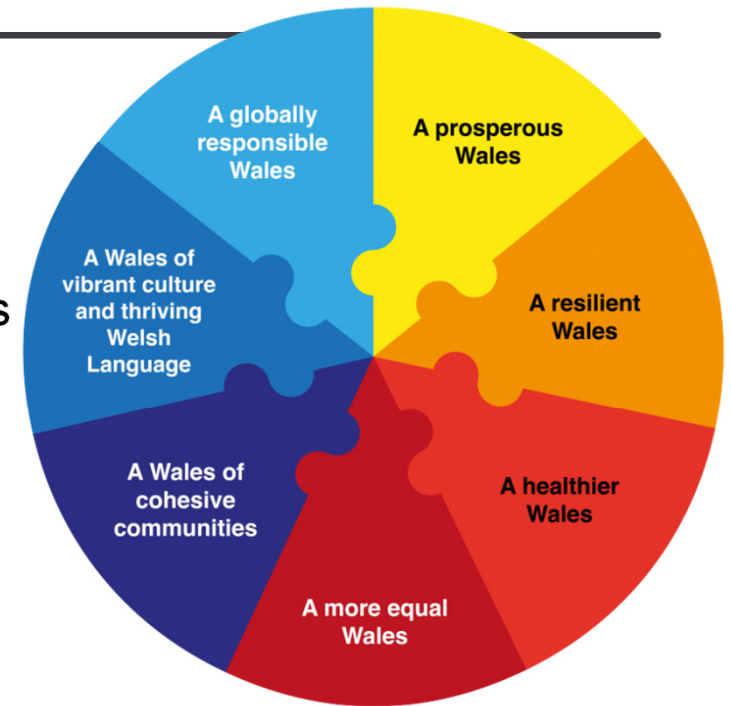 A prosperous
Wales
A resilient
Wales
A healthier
Wales
A more equal
Wales
A Wales of
cohesive
communities
A Wales of
vibrant culture
and thriving
Welsh
Language
A globally
responsible
Wales
s